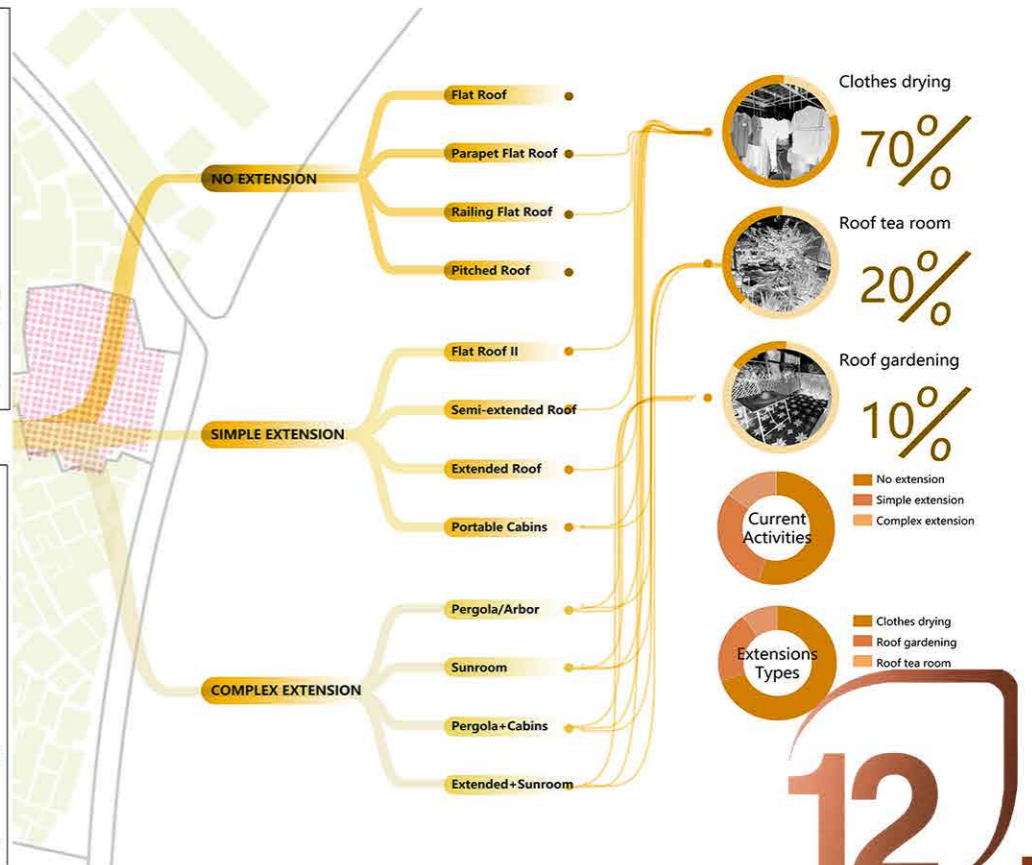 NO EXTENSION
Flat Roof
Parapet Flat Roof
Railing Flat Roof
Pitched Roof
SIMPLE EXTENSION
Flat Roof II
Semi-extended Roof
Extended Roof
Portable Cabins
COMPLEX EXTENSION
Pergola/Arbor
Sunroom
Pergola+Cabins
Extended+Sunroom
Clothes drying
70%
Roof tea room
20%
Roof gardening
10%
Current
Activities
No extension
Simple extension
Complex extension
Extensions
Types
Clothes drying
Roof gardening
Roof tea room
12